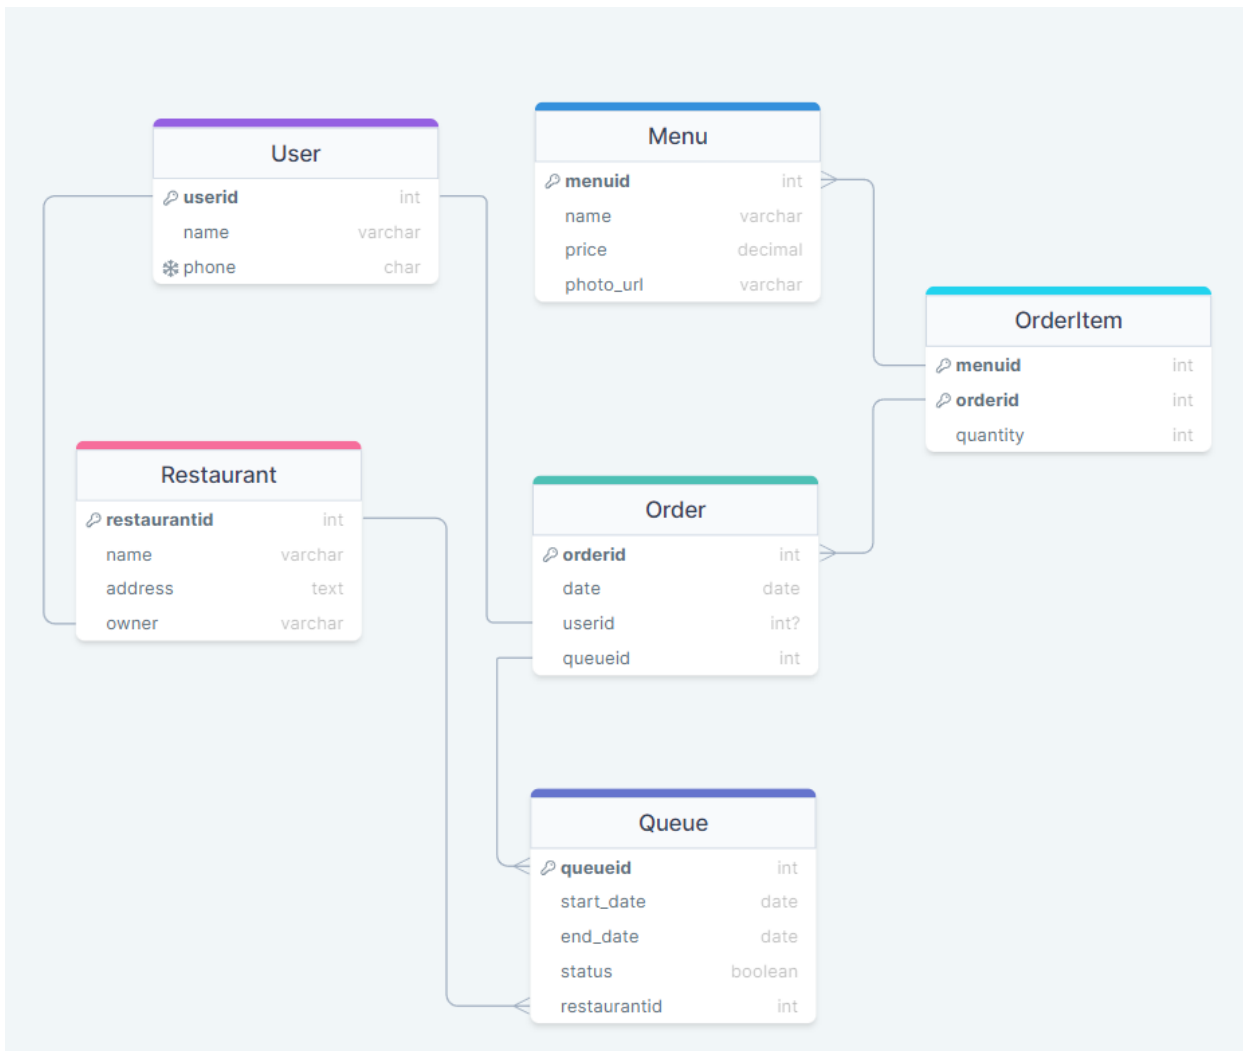 User
userid int
name varchar
phone char
Menu
menuid int
name varchar
price decimal
photo_url varchar
OrderItem
menuid int
orderid int
quantity int
Restaurant
restaurantid int
name varchar
address text
owner varchar
Order
orderid int
date date
userid int?
queueid int
Queue
queueid int
start_date date
end_date date
status boolean
restaurantid int